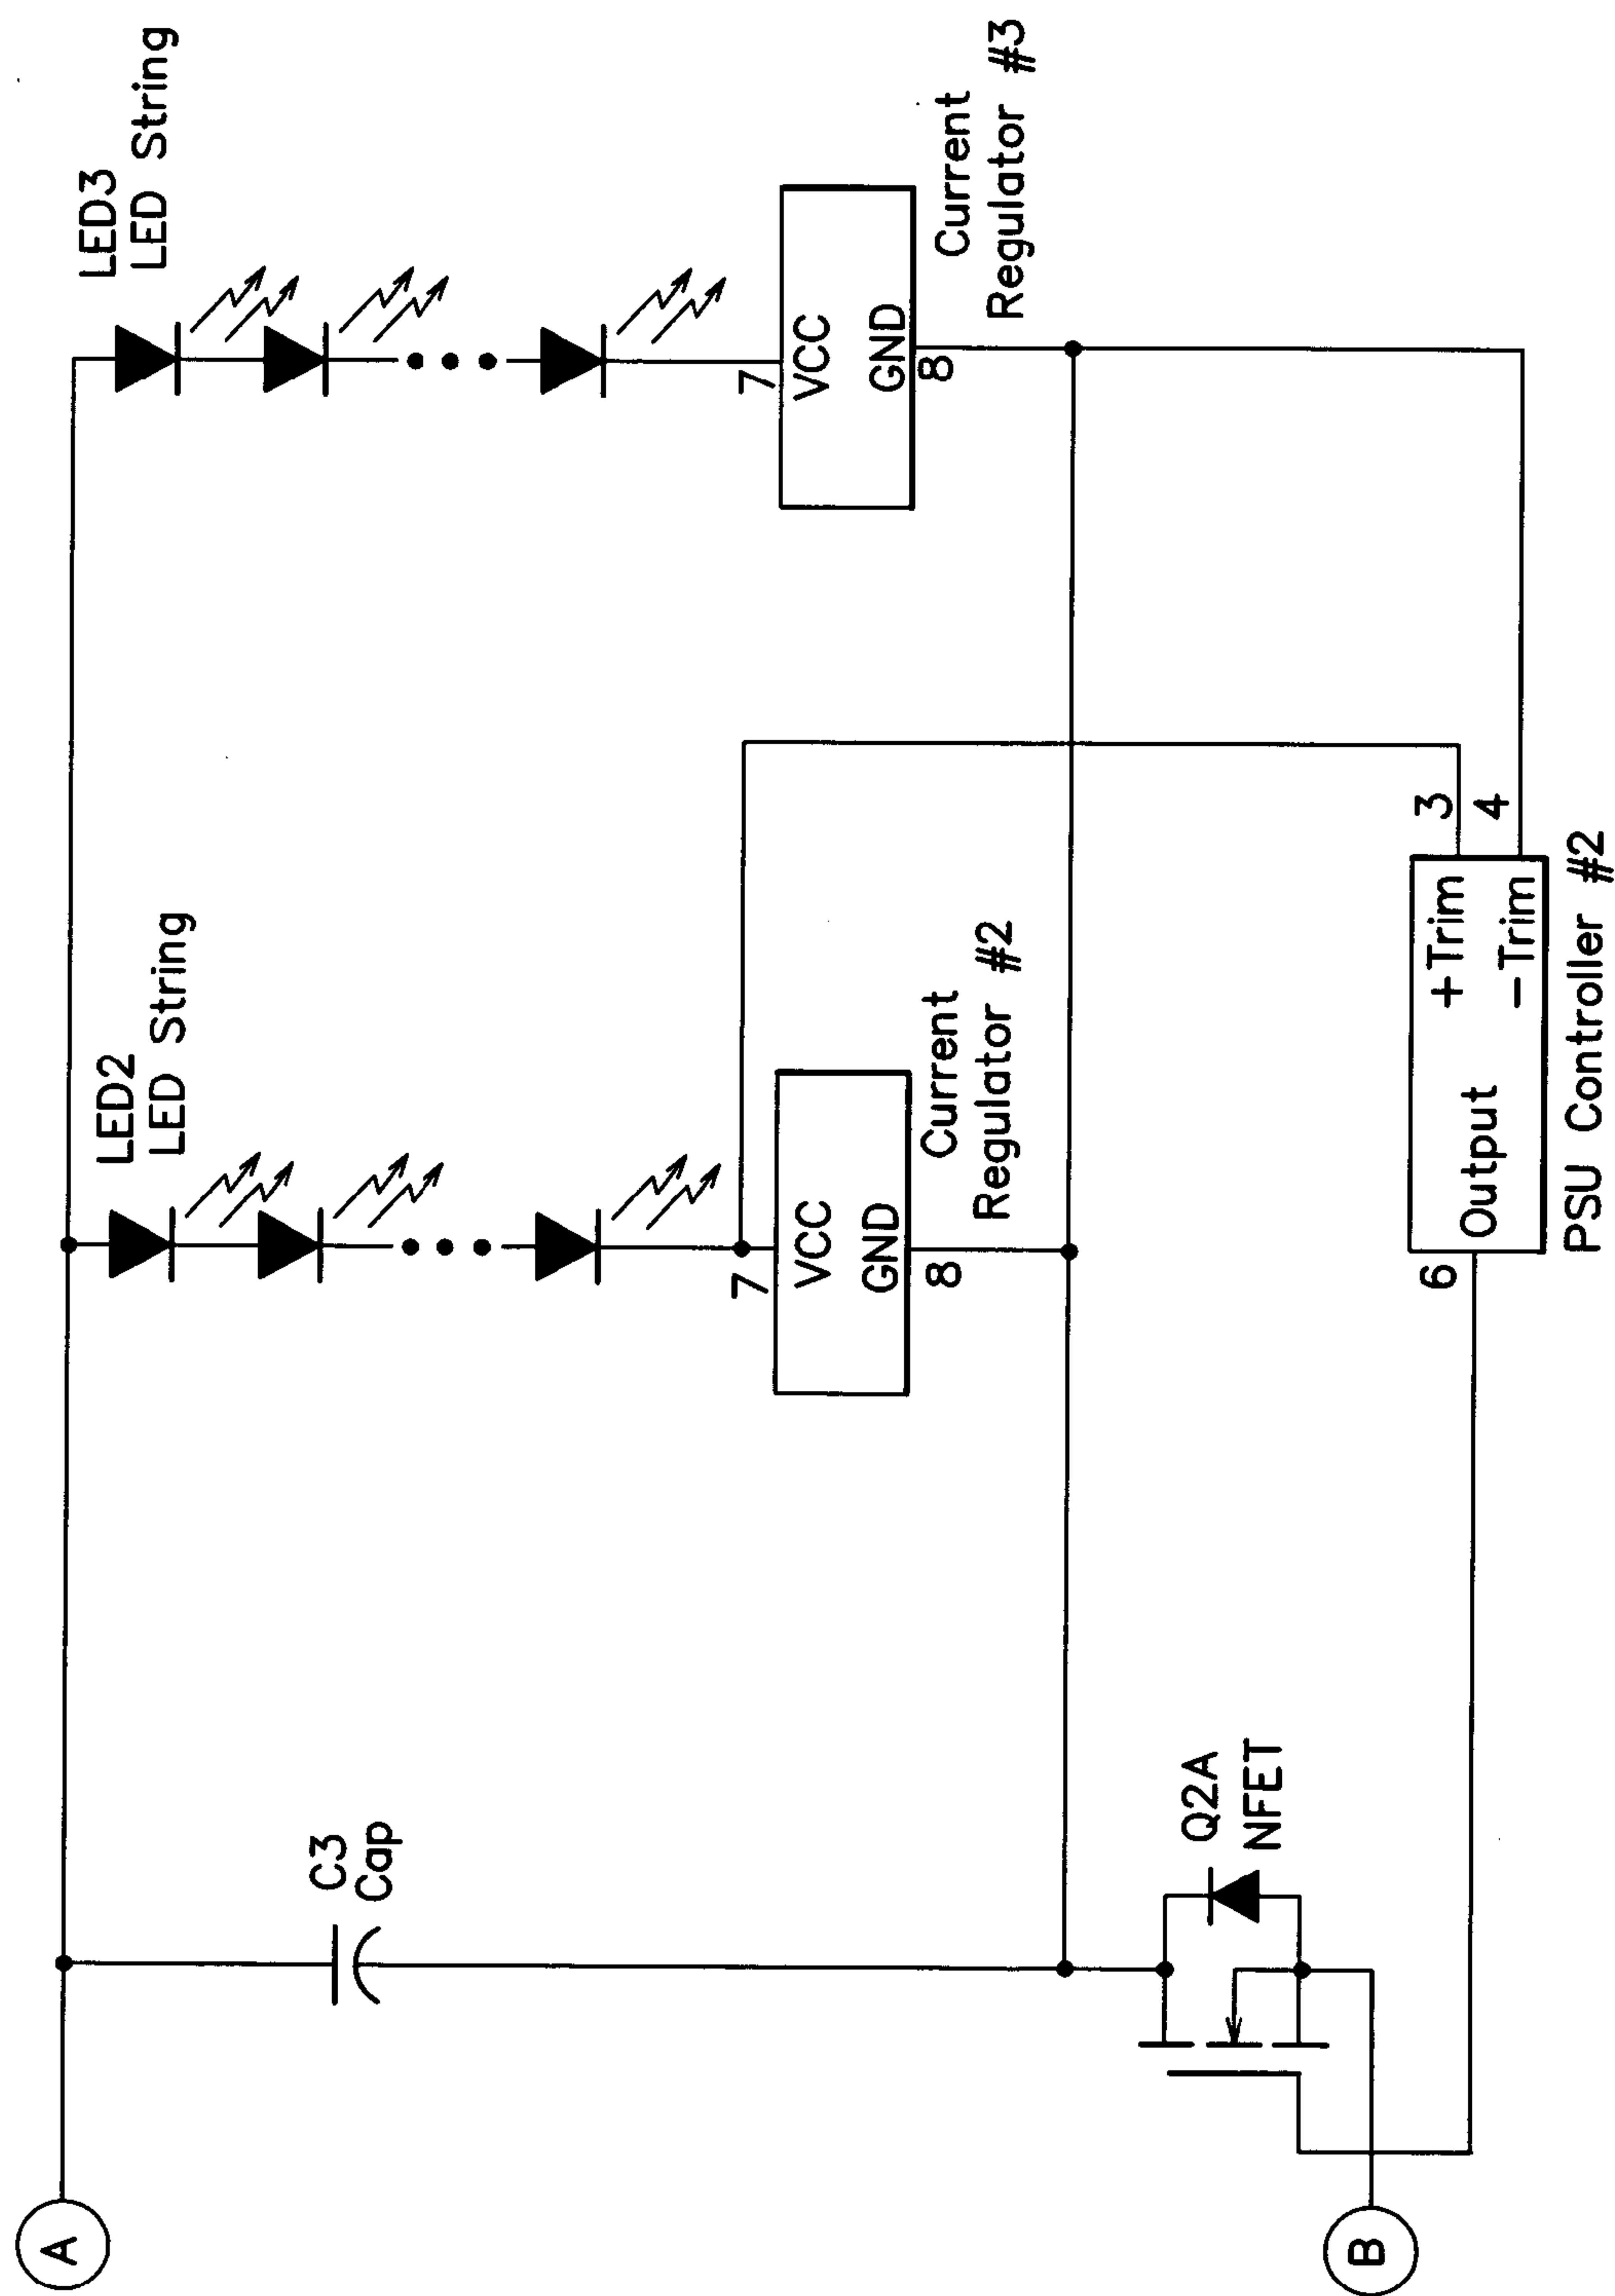 A
C3
Cap
LED2
LED String
LED3
LED String
7
VCC
GND
8
Current
Regulator #2
7
VCC
GND
8
Current
Regulator #3
Q2A
NFET
B
6
Output
+Trim
-Trim
3
4
PSU Controller #2